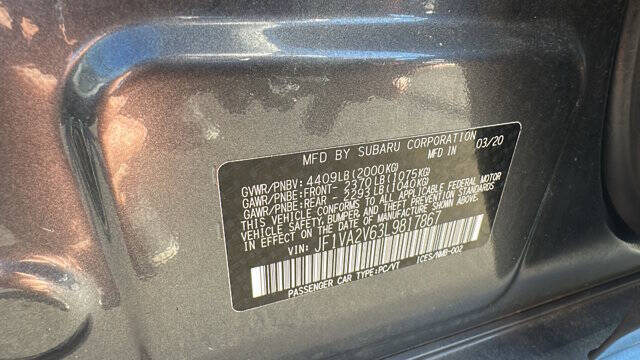 MFD BY SUBARU CORPORATION
MFD IN 03/20
GVWR/PNBV: 4409LB(2000KG)
GAWR/PNBE:FRONT- 2370LB(1075KG)
GAWR/PNBE:REAR - 2293LB(1040KG)
THIS VEHICLE CONFORMS TO ALL APPLICABLE FEDERAL MOTOR
VEHICLE SAFETY, BUMPER, AND THEFT PREVENTION STANDARDS
IN EFFECT ON THE DATE OF MANUFACTURE SHOWN ABOVE.
VIN: JF1VA2V63L9817867
PASSENGER CAR TYPE:PC/VT ICES/NMB-002